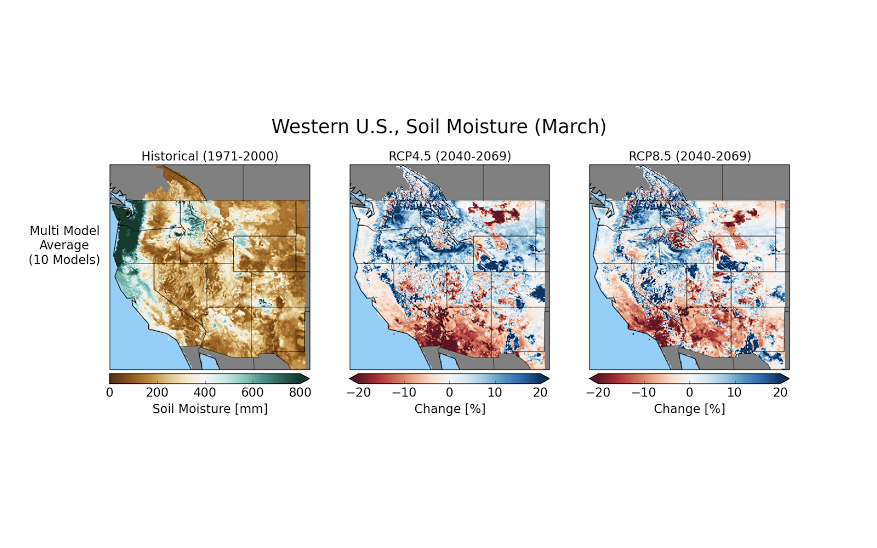 Western U.S., Soil Moisture (March)
Historical (1971-2000)
RCP4.5 (2040-2069)
RCP8.5 (2040-2069)
Multi Model
Average
(10 Models)
0 200 400 600 800
Soil Moisture [mm]
−20 −10 0 10 20
Change [%]
−20 −10 0 10 20
Change [%]